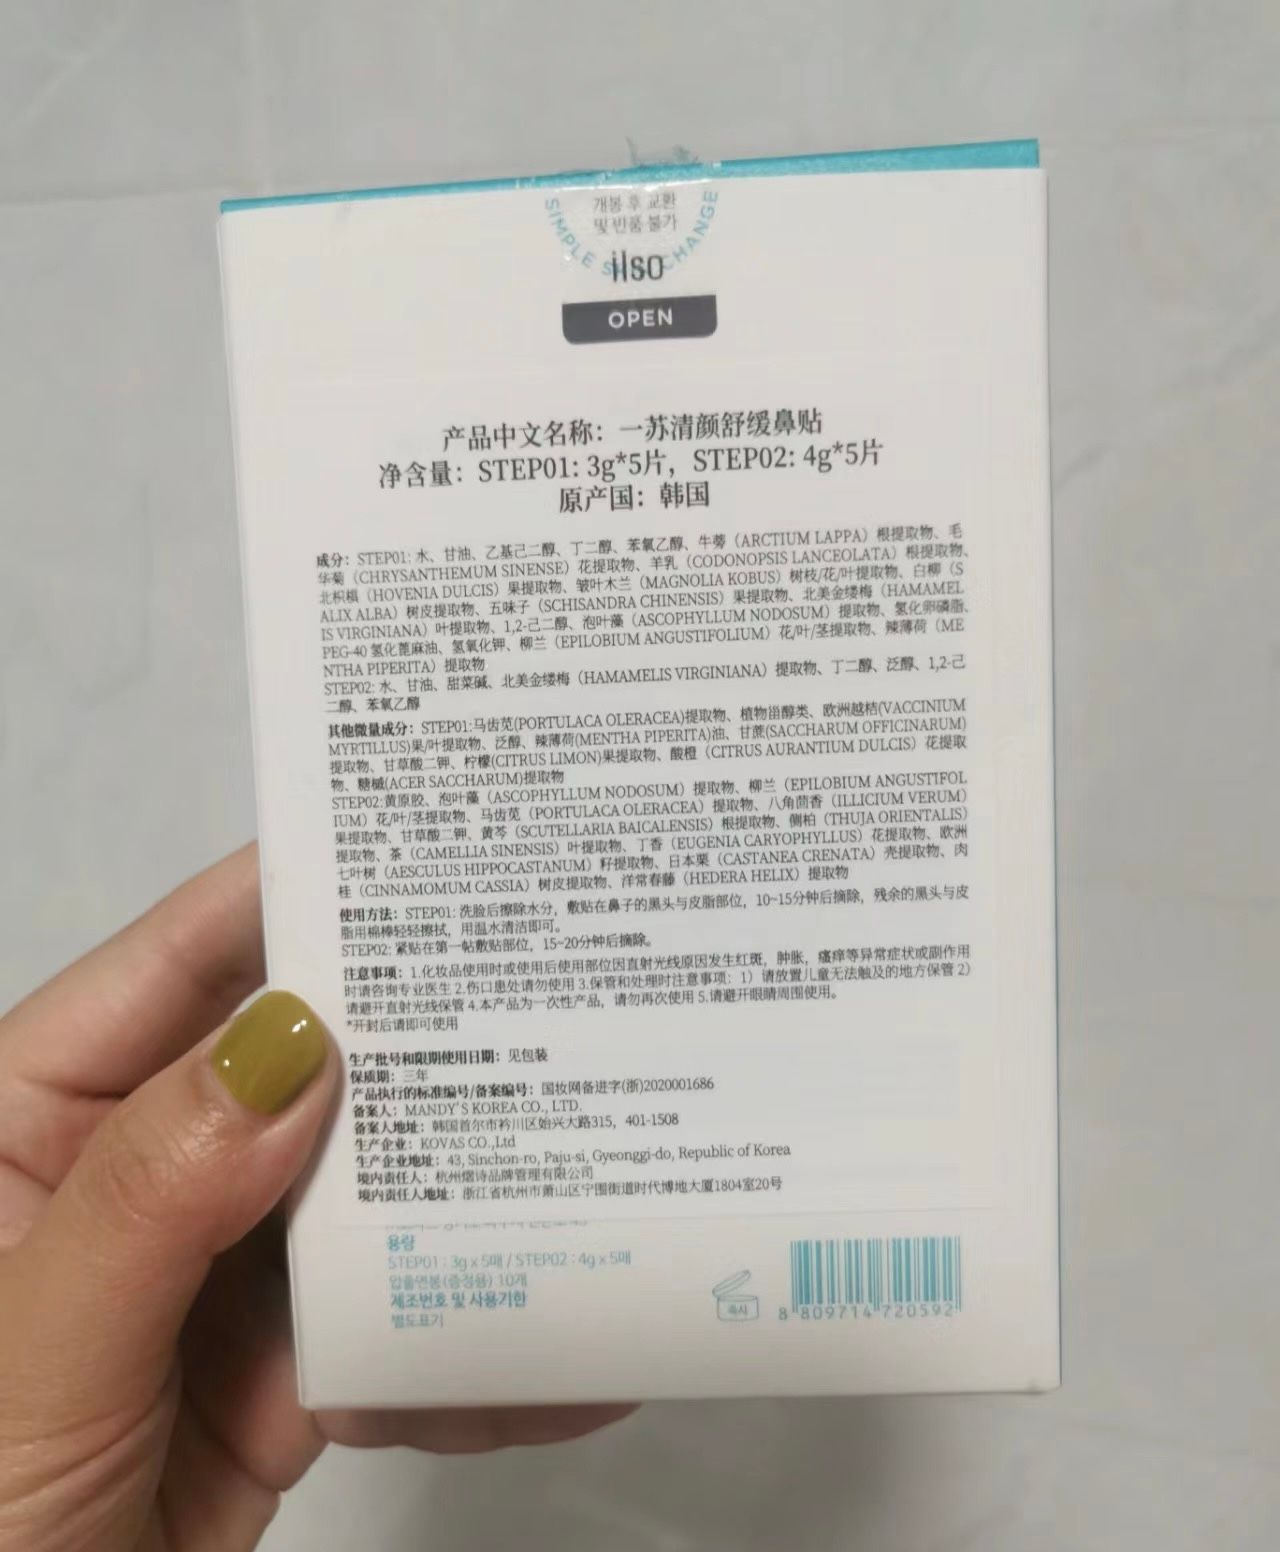 개봉 후 교환
및 반품 불가
SIMPLE S CHANGE
ilso
OPEN
产品中文名称：一苏清颜舒缓鼻贴
净含量：STEP01: 3g*5片，STEP02: 4g*5片
原产国：韩国
成分：STEP01: 水、甘油、乙基己二醇、丁二醇、苯氧乙醇、牛蒡（ARCTIUM LAPPA）根提取物、毛
华菊（CHRYSANTHEMUM SINENSE）花提取物、羊乳（CODONOPSIS LANCEOLATA）根提取物、
北枳椇（HOVENIA DULCIS）果提取物、皱叶木兰（MAGNOLIA KOBUS）树枝/花/叶提取物、白柳（S
ALIX ALBA）树皮提取物、五味子（SCHISANDRA CHINENSIS）果提取物、北美金缕梅（HAMAMEL
IS VIRGINIANA）叶提取物、1,2-己二醇、泡叶藻（ASCOPHYLLUM NODOSUM）提取物、氢化卵磷脂、
PEG-40 氢化蓖麻油、氢氧化钾、柳兰（EPILOBIUM ANGUSTIFOLIUM）花/叶/茎提取物、辣薄荷（ME
NTHA PIPERITA）提取物
STEP02: 水、甘油、甜菜碱、北美金缕梅（HAMAMELIS VIRGINIANA）提取物、丁二醇、泛醇、1,2-己
二醇、苯氧乙醇
其他微量成分：STEP01:马齿苋(PORTULACA OLERACEA)提取物、植物甾醇类、欧洲越桔(VACCINIUM
MYRTILLUS)果/叶提取物、泛醇、辣薄荷(MENTHA PIPERITA)油、甘蔗(SACCHARUM OFFICINARUM)
提取物、甘草酸二钾、柠檬(CITRUS LIMON)果提取物、酸橙（CITRUS AURANTIUM DULCIS）花提取
物、糖槭(ACER SACCHARUM)提取物
STEP02:黄原胶、泡叶藻（ASCOPHYLLUM NODOSUM）提取物、柳兰（EPILOBIUM ANGUSTIFOL
IUM）花/叶/茎提取物、马齿苋（PORTULACA OLERACEA）提取物、八角茴香（ILLICIUM VERUM）
果提取物、甘草酸二钾、黄芩（SCUTELLARIA BAICALENSIS）根提取物、侧柏（THUJA ORIENTALIS）
提取物、茶（CAMELLIA SINENSIS）叶提取物、丁香（EUGENIA CARYOPHYLLUS）花提取物、欧洲
七叶树（AESCULUS HIPPOCASTANUM）籽提取物、日本栗（CASTANEA CRENATA）壳提取物、肉
桂（CINNAMOMUM CASSIA）树皮提取物、洋常春藤（HEDERA HELIX）提取物
使用方法：STEP01: 洗脸后擦除水分，敷贴在鼻子的黑头与皮脂部位，10~15分钟后摘除，残余的黑头与皮
脂用棉棒轻轻擦拭，用温水清洁即可。
STEP02: 紧贴在第一帖敷贴部位，15~20分钟后摘除。
注意事项：1.化妆品使用时或使用后使用部位因直射光线原因发生红斑，肿胀，瘙痒等异常症状或副作用
时请咨询专业医生 2.伤口患处请勿使用 3.保管和处理时注意事项：1）请放置儿童无法触及的地方保管 2）
请避开直射光线保管 4.本产品为一次性产品，请勿再次使用 5.请避开眼睛周围使用。
*开封后请即可使用
生产批号和限期使用日期：见包装
保质期：三年
产品执行的标准编号/备案编号：国妆网备进字(浙)2020001686
备案人：MANDY'S KOREA CO., LTD.
备案人地址：韩国首尔市衿川区始兴大路315，401-1508
生产企业：KOVAS CO.,Ltd
生产企业地址：43, Sinchon-ro, Paju-si, Gyeonggi-do, Republic of Korea
境内责任人：杭州熠诗品牌管理有限公司
境内责任人地址：浙江省杭州市萧山区宁围街道时代博地大厦1804室20号
용량
STEP01 : 3g x 5매 / STEP02 : 4g x 5매
압출면봉(증정용) 10개
제조번호 및 사용기한
별도표기
즉시
8 809714 720592